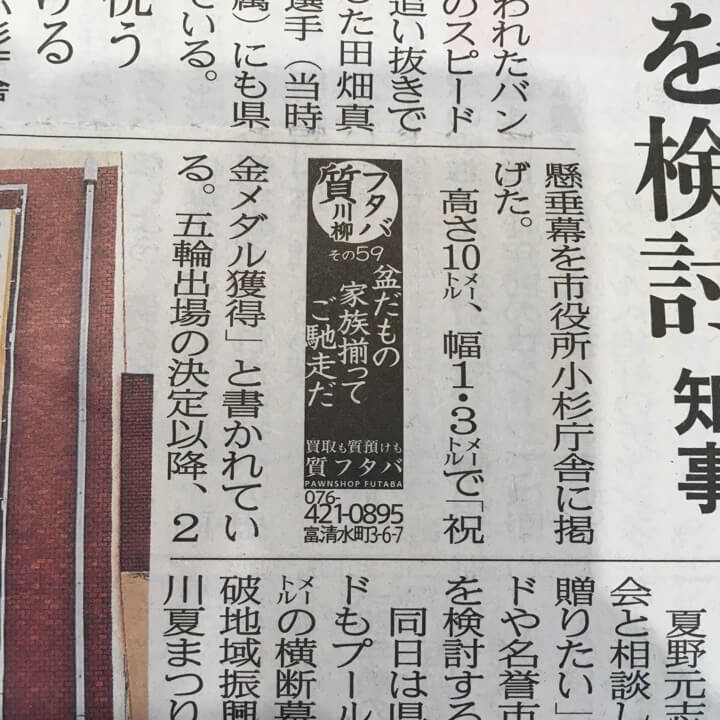 を検討
知事
われたバン
のスピード
追い抜きで
した田畑真
選手（当時
属）にも県
ている。
祝う
ける
懸垂幕を市役所小杉庁舎に掲
げた。
高さ10メートル、幅1・3メートルで「祝
金メダル獲得」と書かれてい
る。五輪出場の決定以降、2
フタバ
質
川柳
その59
盆だもの
家族揃って
ご馳走だ
買取も質預けも
質フタバ
PAWNSHOP FUTABA
076-
421-0895
富清水町3-6-7
夏野元志
会と相談し
贈りたい」
ドや名誉市
を検討する
同日は県
ドもプール
メートルの横断幕
破地域振興
川夏まつり